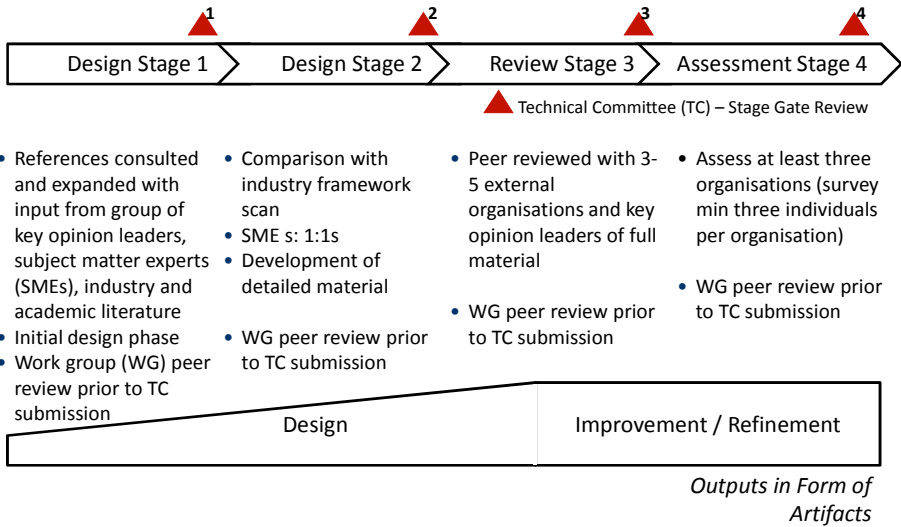 1
2
3
4
Design Stage 1
Design Stage 2
Review Stage 3
Assessment Stage 4
Technical Committee (TC) – Stage Gate Review
• References consulted
and expanded with
input from group of
key opinion leaders,
subject matter experts
(SMEs), industry and
academic literature
• Initial design phase
• Work group (WG) peer
review prior to TC
submission
• Comparison with
industry framework
scan
• SME s: 1:1s
• Development of
detailed material
• WG peer review prior
to TC submission
• Peer reviewed with 3-
5 external
organisations and key
opinion leaders of full
material
• WG peer review prior
to TC submission
• Assess at least three
organisations (survey
min three individuals
per organisation)
• WG peer review prior
to TC submission
Design
Improvement / Refinement
Outputs in Form of
Artifacts